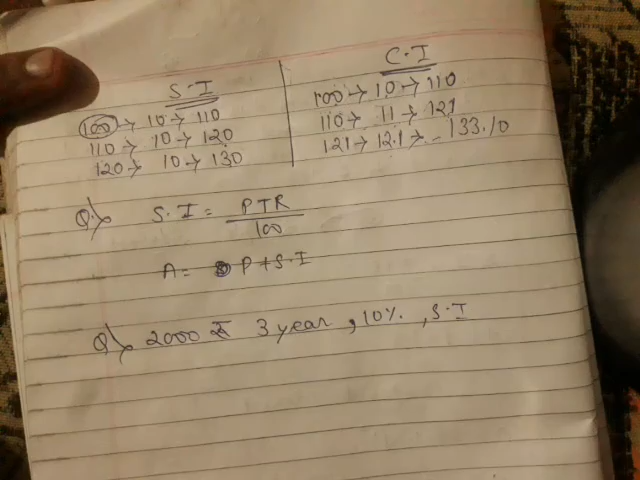 S.I
100 → 10 → 110
110 → 10 → 120
120 → 10 → 130
C.I
100 → 10 → 110
110 → 11 → 121
121 → 12.1 → 133.10
Q. S.I = PTR
100
A = P + S.I
Q. 2000 ₹ 3 year, 10%, S.I